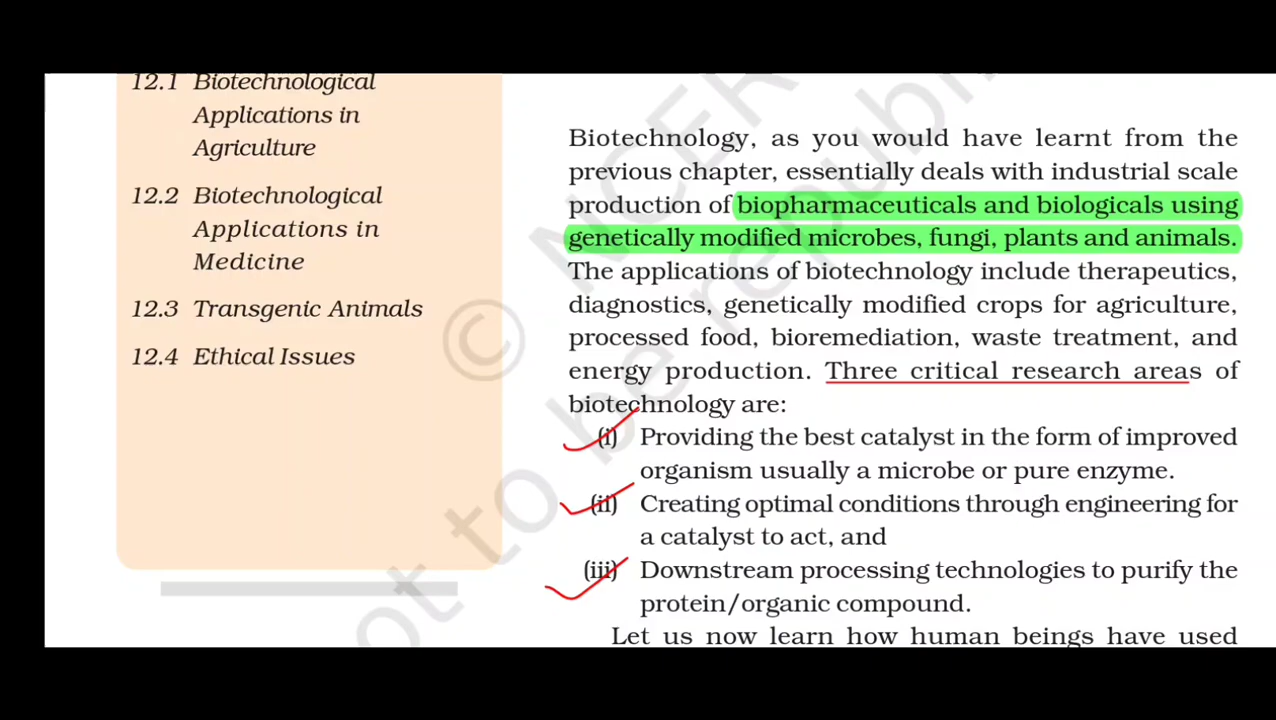 12.1 Biotechnological
Applications in
Agriculture
12.2 Biotechnological
Applications in
Medicine
12.3 Transgenic Animals
12.4 Ethical Issues
Biotechnology, as you would have learnt from the
previous chapter, essentially deals with industrial scale
production of biopharmaceuticals and biologicals using
genetically modified microbes, fungi, plants and animals.
The applications of biotechnology include therapeutics,
diagnostics, genetically modified crops for agriculture,
processed food, bioremediation, waste treatment, and
energy production. Three critical research areas of
biotechnology are:
(i) Providing the best catalyst in the form of improved
organism usually a microbe or pure enzyme.
(ii) Creating optimal conditions through engineering for
a catalyst to act, and
(iii) Downstream processing technologies to purify the
protein/organic compound.
Let us now learn how human beings have used
© NCER
not to be republi